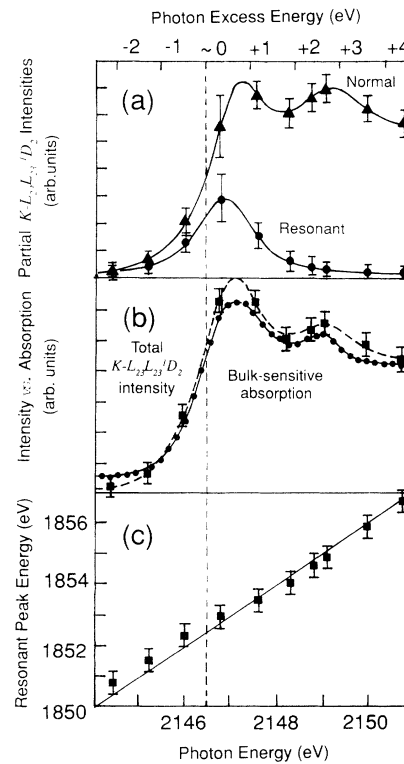 Photon Excess Energy (eV)
-2 -1 ~0 +1 +2 +3 +4
Partial K-L23L23 1D2 Intensities
(arb.units)
(a)
Normal
Resonant
Intensity vs. Absorption
(arb. units)
(b)
Total
K-L23L23 1D2
intensity
Bulk-sensitive
absorption
Resonant Peak Energy (eV)
(c)
1856
1854
1852
1850
2146 2148 2150
Photon Energy (eV)